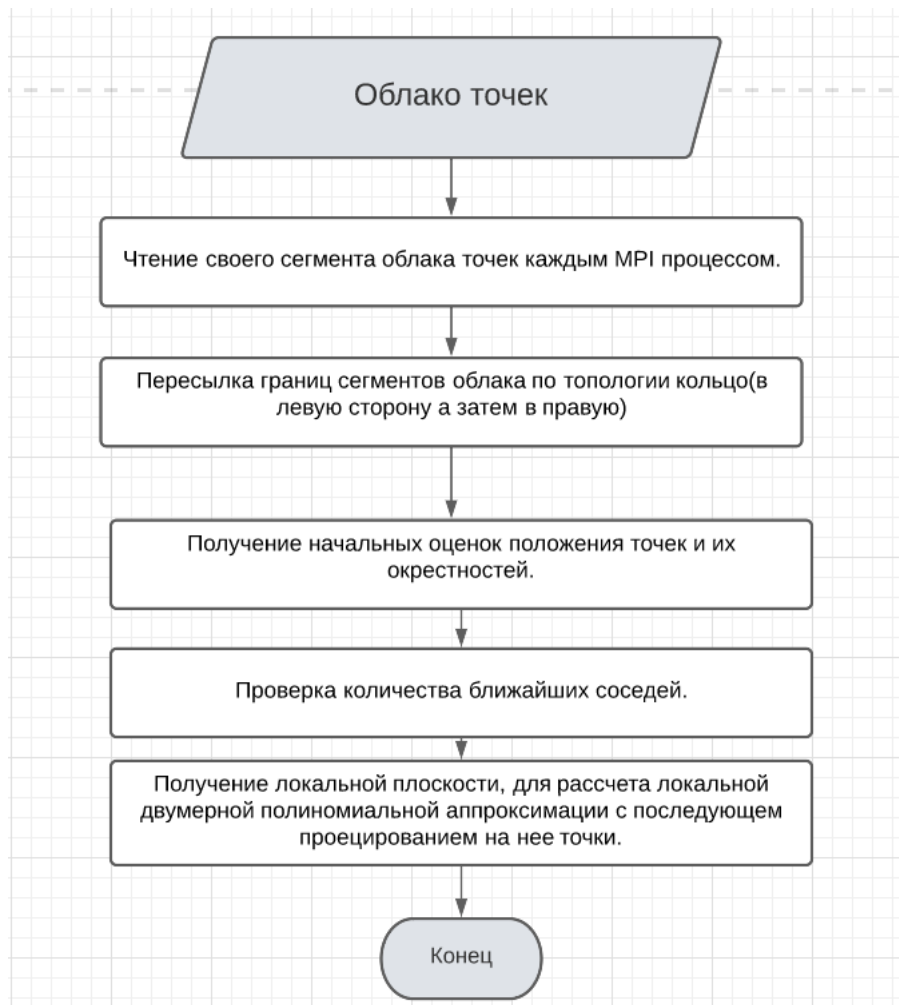 Облако точек
Чтение своего сегмента облака точек каждым MPI процессом.
Пересылка границ сегментов облака по топологии кольцо(в
левую сторону а затем в правую)
Получение начальных оценок положения точек и их
окрестностей.
Проверка количества ближайших соседей.
Получение локальной плоскости, для рассчета локальной
двумерной полиномиальной аппроксимации с последующем
проецированием на нее точки.
Конец